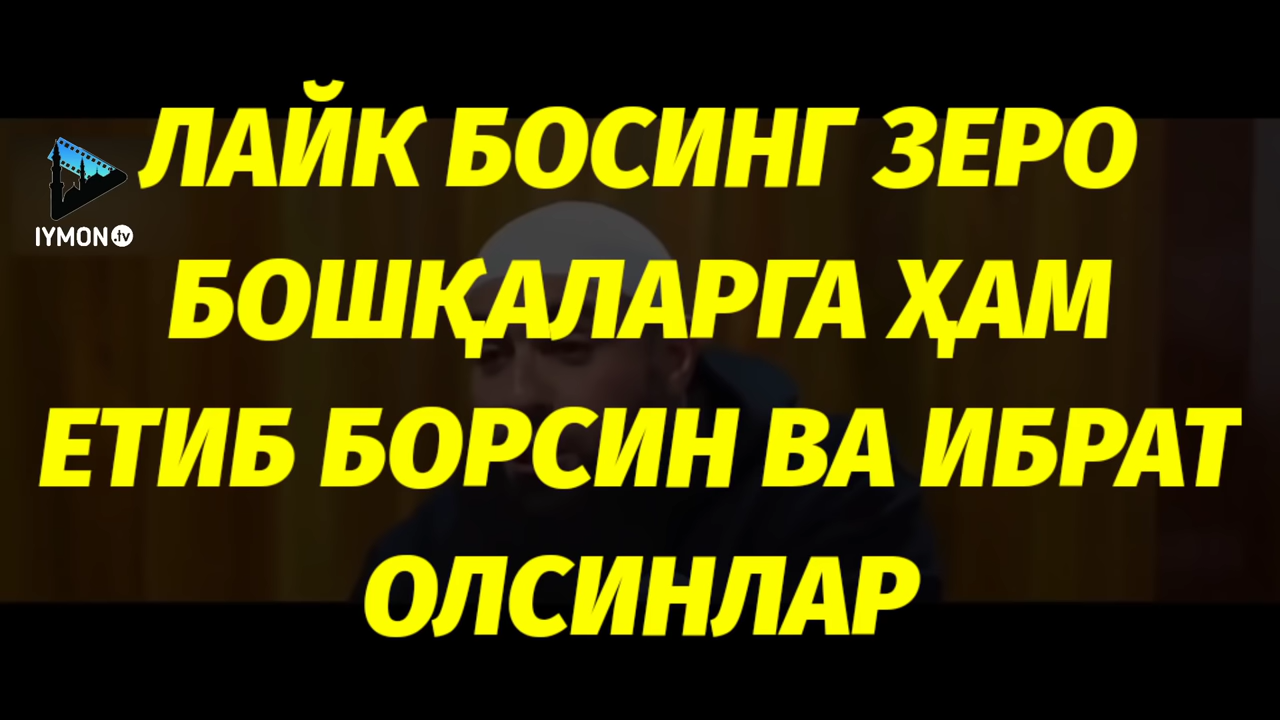 ЛАЙК БОСИНГ ЗЕРО
IYMON.tv
БОШҚАЛАРГА ҲАМ
ЕТИБ БОРСИН ВА ИБРАТ
ОЛСИНЛАР